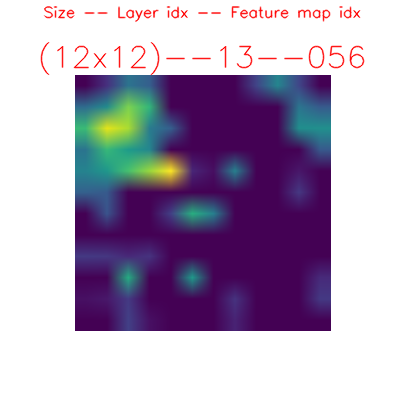 Size -- Layer idx -- Feature map idx
(12x12)--13--056